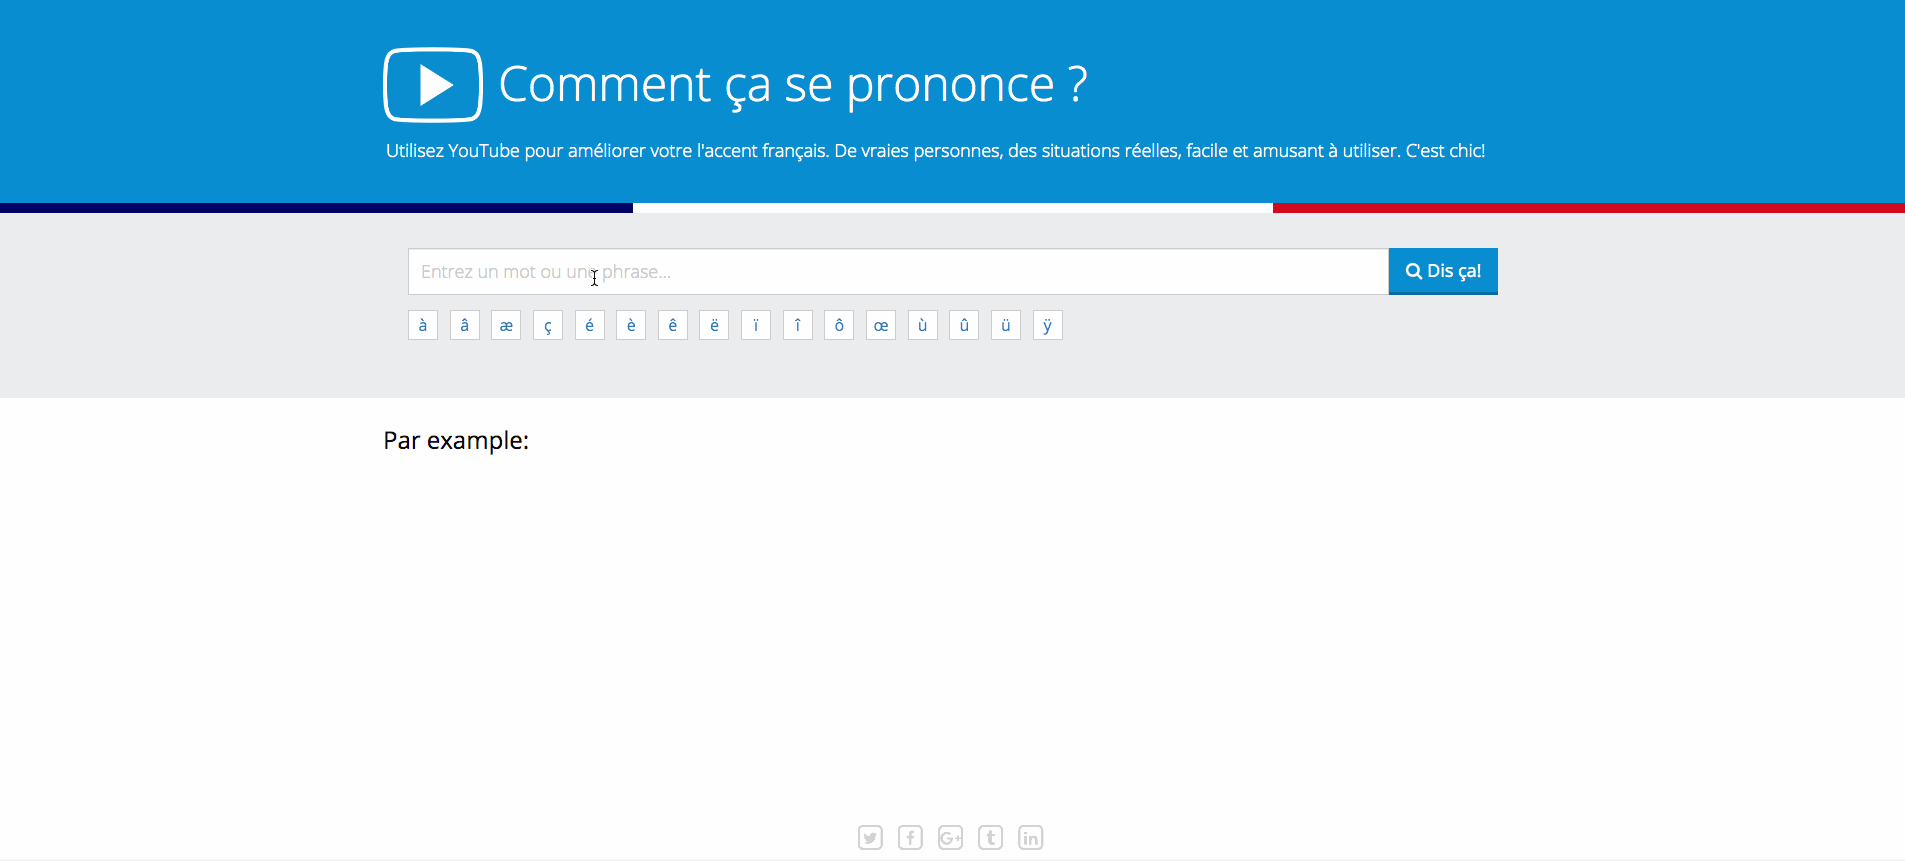 Comment ça se prononce ?
Utilisez YouTube pour améliorer votre l'accent français. De vraies personnes, des situations réelles, facile et amusant à utiliser. C'est chic!
Entrez un mot ou une phrase... Dis ça!
à â æ ç é è ê ë ï î ô œ ù û ü ÿ
Par example:
f G+ t in